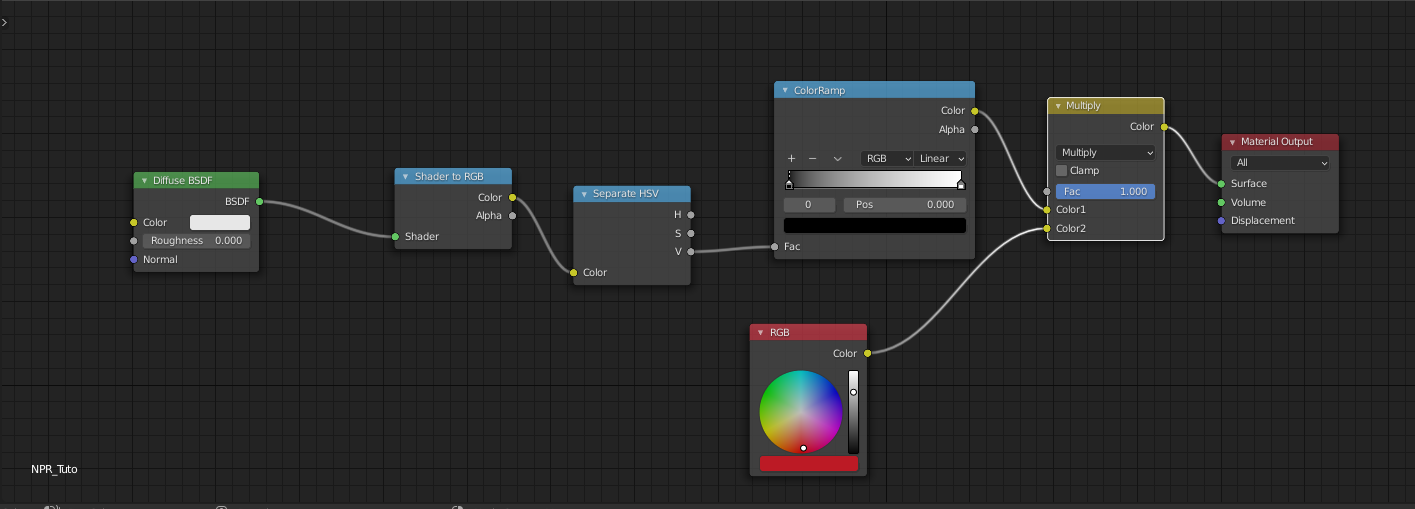 Diffuse BSDF
BSDF
Color
Roughness 0.000
Normal
Shader to RGB
Color
Alpha
Shader
Separate HSV
H
S
V
Color
ColorRamp
Color
Alpha
RGB Linear
0 Pos 0.000
Fac
RGB
Color
Multiply
Color
Multiply
Clamp
Fac 1.000
Color1
Color2
Material Output
All
Surface
Volume
Displacement
NPR_Tuto